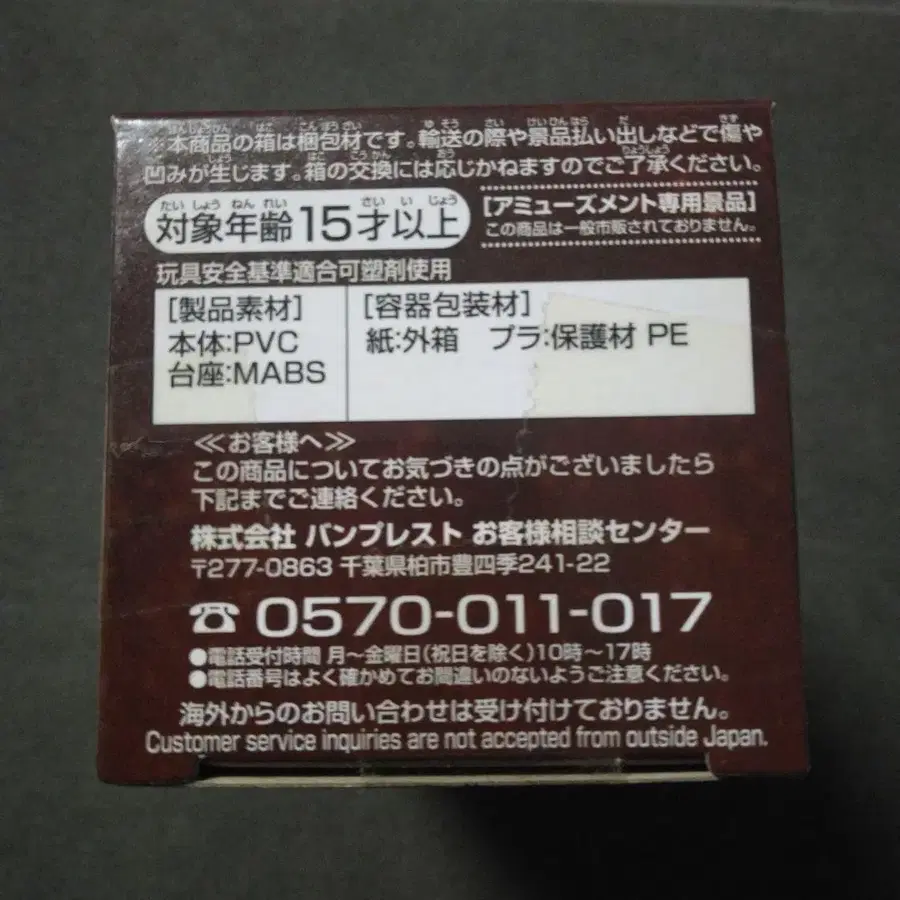 ※本商品の箱は梱包材です。輸送の際や景品払い出しなどで傷や
凹みが生じます。箱の交換には応じかねますのでご了承ください。
対象年齢15才以上
[アミューズメント専用景品]
この商品は一般市販されておりません。
玩具安全基準適合可塑剤使用
[製品素材]
本体:PVC
台座:MABS
[容器包装材]
紙:外箱 プラ:保護材 PE
≪お客様へ≫
この商品についてお気づきの点がございましたら
下記までご連絡ください。
株式会社 バンプレスト お客様相談センター
〒277-0863 千葉県柏市豊四季241-22
☎ 0570-011-017
●電話受付時間 月～金曜日(祝日を除く)10時～17時
●電話番号はよく確かめてお間違いのないようご注意ください。
海外からのお問い合わせは受け付けておりません。
Customer service inquiries are not accepted from outside Japan.